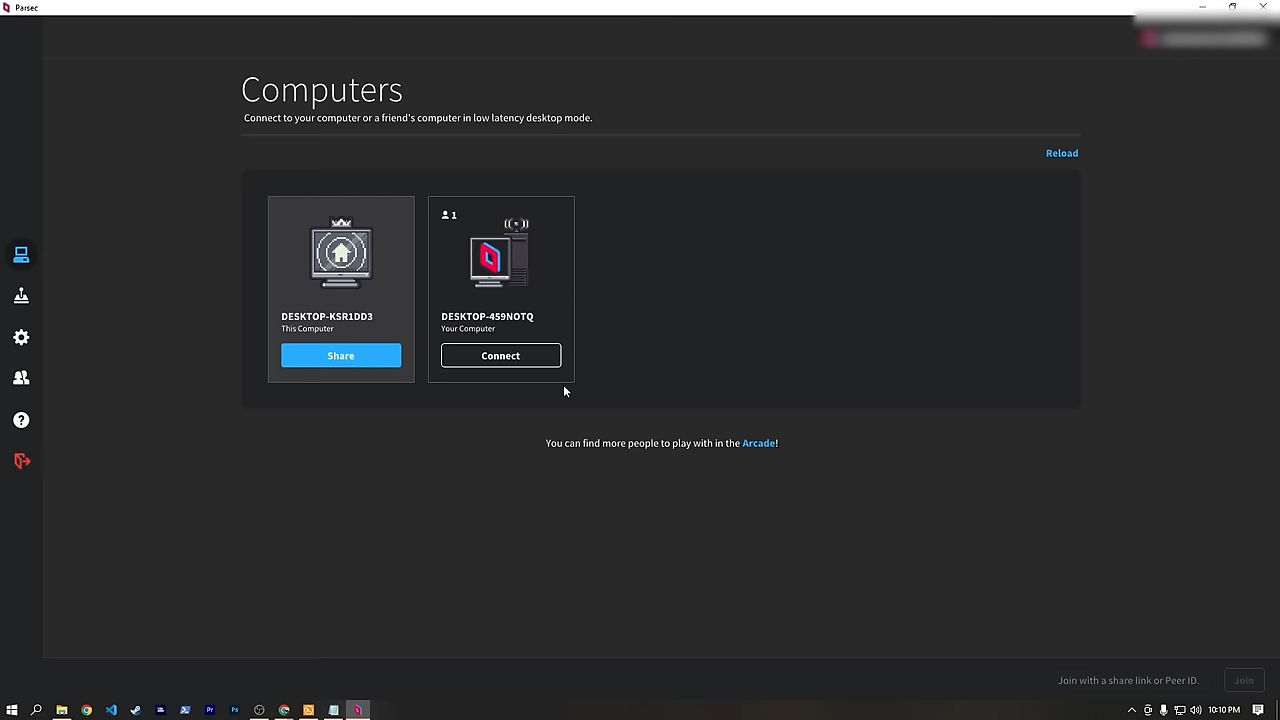 Parsec
Computers
Connect to your computer or a friend's computer in low latency desktop mode.
Reload
1
DESKTOP-KSR1DD3
This Computer
Share
DESKTOP-459NOTQ
Your Computer
Connect
You can find more people to play with in the Arcade!
Join with a share link or Peer ID.
Join
Pr
Ps
10:10 PM